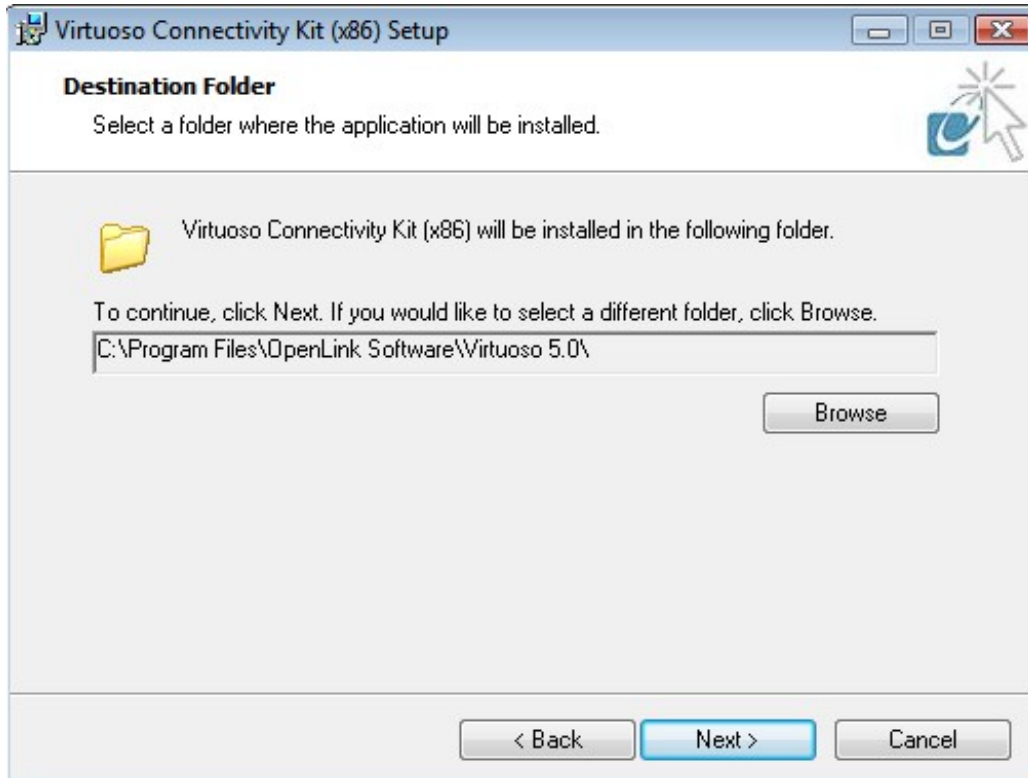 Virtuoso Connectivity Kit (x86) Setup
Destination Folder
Select a folder where the application will be installed.
Virtuoso Connectivity Kit (x86) will be installed in the following folder.
To continue, click Next. If you would like to select a different folder, click Browse.
C:\Program Files\OpenLink Software\Virtuoso 5.0\
Browse
< Back
Next >
Cancel